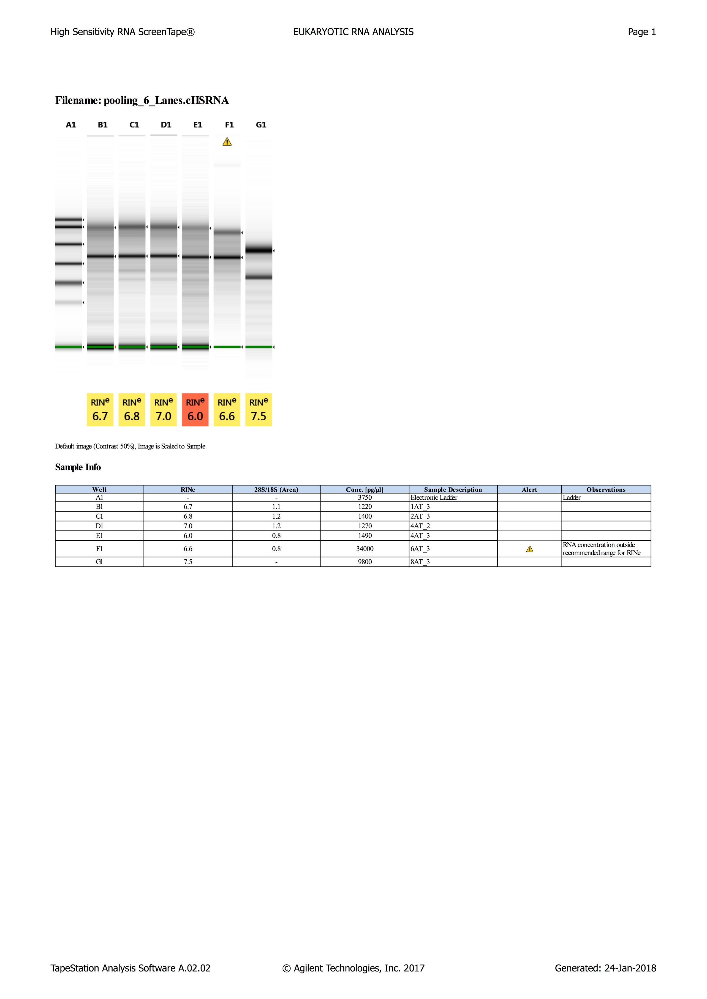 High Sensitivity RNA ScreenTape® EUKARYOTIC RNA ANALYSIS Page 1
Filename: pooling_6_Lanes.cHSRNA
A1 B1 C1 D1 E1 F1 G1
RINe RINe RINe RINe RINe RINe
6.7 6.8 7.0 6.0 6.6 7.5
Default image (Contrast 50%), Image is Scaled to Sample
Sample Info
Well RINe 28S/18S (Area) Conc. [pg/µl] Sample Description Alert Observations
A1 - - 3750 Electronic Ladder Ladder
B1 6.7 1.1 1220 1AT_3
C1 6.8 1.2 1400 2AT_3
D1 7.0 1.2 1270 4AT_2
E1 6.0 0.8 1490 4AT_3
F1 6.6 0.8 34000 6AT_3 RNA concentration outside
recommended range for RINe
G1 7.5 - 9800 8AT_3
TapeStation Analysis Software A.02.02 © Agilent Technologies, Inc. 2017 Generated: 24-Jan-2018